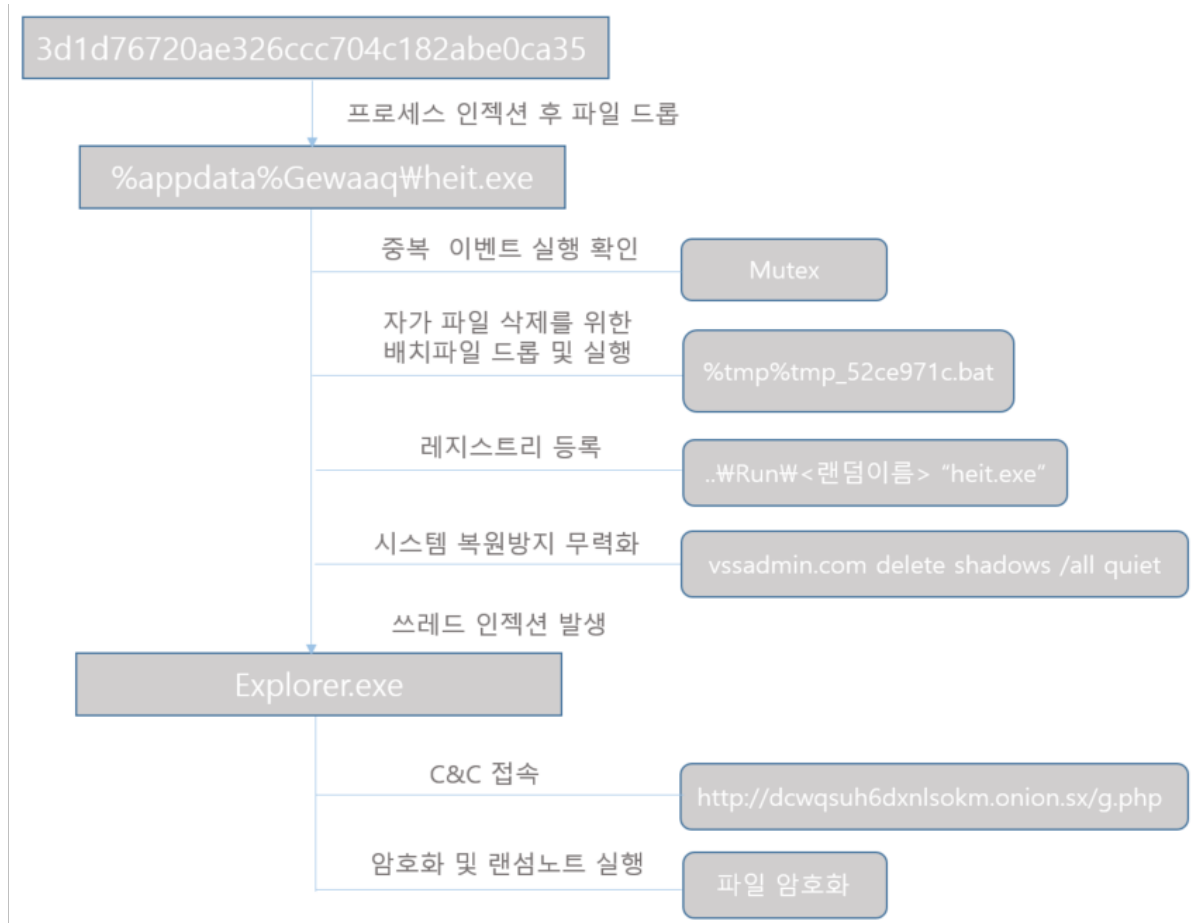 3d1d76720ae326ccc704c182abe0ca35
프로세스 인젝션 후 파일 드롭
%appdata%Gewaaq₩heit.exe
중복 이벤트 실행 확인
Mutex
자가 파일 삭제를 위한
배치파일 드롭 및 실행
%tmp%tmp_52ce971c.bat
레지스트리 등록
..₩Run₩<랜덤이름> “heit.exe”
시스템 복원방지 무력화
vssadmin.com delete shadows /all quiet
쓰레드 인젝션 발생
Explorer.exe
C&C 접속
http://dcwqsuh6dxnlsokm.onion.sx/g.php
암호화 및 랜섬노트 실행
파일 암호화